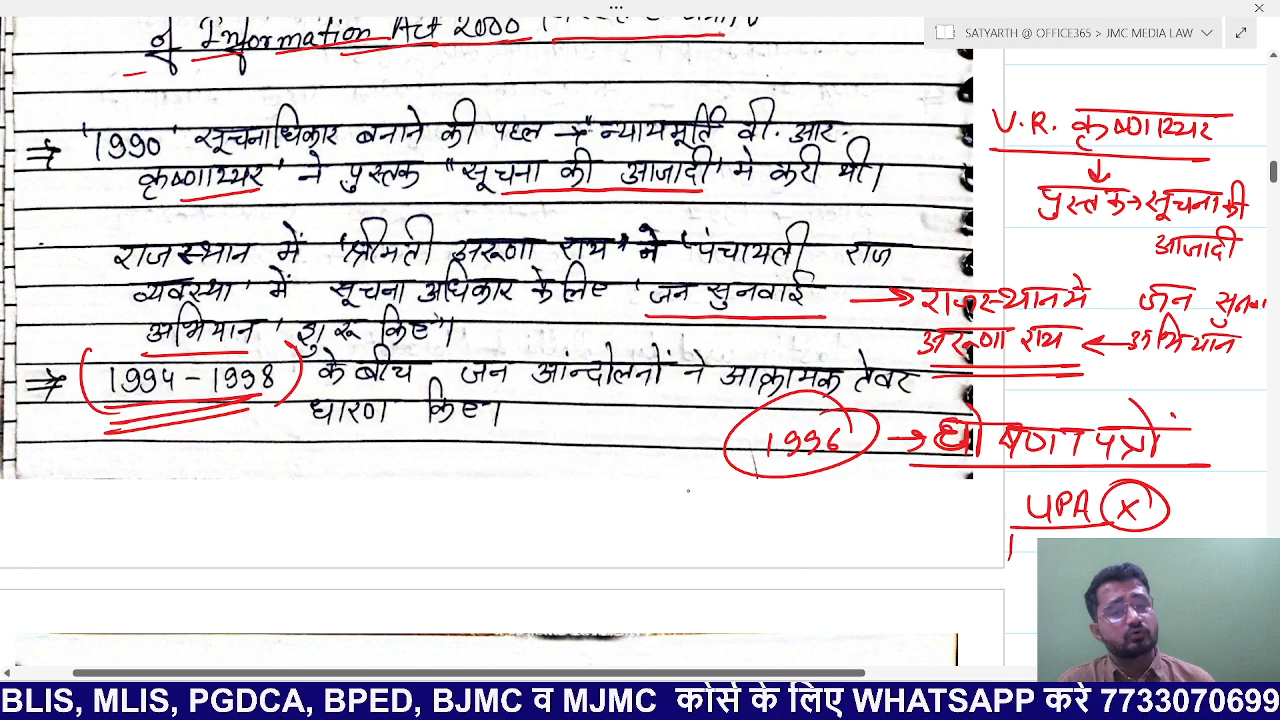 of Information Act 2000
SATYARTH @ OFFICE365 > JMC MEDIA LAW
⇒ '1990' सूचनाधिकार बनाने की पहल → न्यायमूर्ति वी. आर.
कृष्णाय्यर' ने पुस्तक "सूचना की आजादी' मे करी थी।
राजस्थान में 'श्रीमती अरूणा राय' ने 'पंचायती राज
व्यवस्था' में सूचना अधिकार के लिए 'जन सुनवाई
अभियान' शुरू किए।
⇒ (1994 - 1998) के बीच जन आंन्दोलनों ने आक्रामक तेवर
धारण किए।
V.R. कृष्णाय्यर
↓
पुस्तक → सूचना की
आजादी
→ राजस्थान मे जन
अरूणा राय ← अभियान
1996 → घोषणा पत्रों
UPA (X)
BLIS, MLIS, PGDCA, BPED, BJMC व MJMC कोर्स के लिए WHATSAPP करे 7733070699